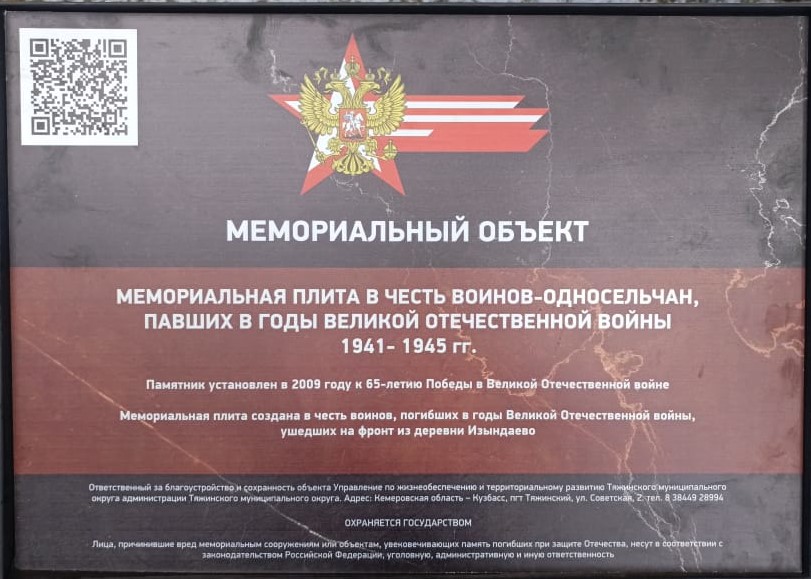 МЕМОРИАЛЬНЫЙ ОБЪЕКТ
МЕМОРИАЛЬНАЯ ПЛИТА В ЧЕСТЬ ВОИНОВ-ОДНОСЕЛЬЧАН,
ПАВШИХ В ГОДЫ ВЕЛИКОЙ ОТЕЧЕСТВЕННОЙ ВОЙНЫ
1941- 1945 гг.
Памятник установлен в 2009 году к 65-летию Победы в Великой Отечественной войне
Мемориальная плита создана в честь воинов, погибших в годы Великой Отечественной войны,
ушедших на фронт из деревни Изындаево
Ответственный за благоустройство и сохранность объекта Управление по жизнеобеспечению и территориальному развитию Тяжинского муниципального
округа администрации Тяжинского муниципального округа. Адрес: Кемеровская область – Кузбасс, пгт Тяжинский, ул. Советская, 2. тел. 8 38449 28994
ОХРАНЯЕТСЯ ГОСУДАРСТВОМ
Лица, причинившие вред мемориальным сооружениям или объектам, увековечивающих память погибших при защите Отечества, несут в соответствии с
законодательством Российской Федерации, уголовную, административную и иную ответственность